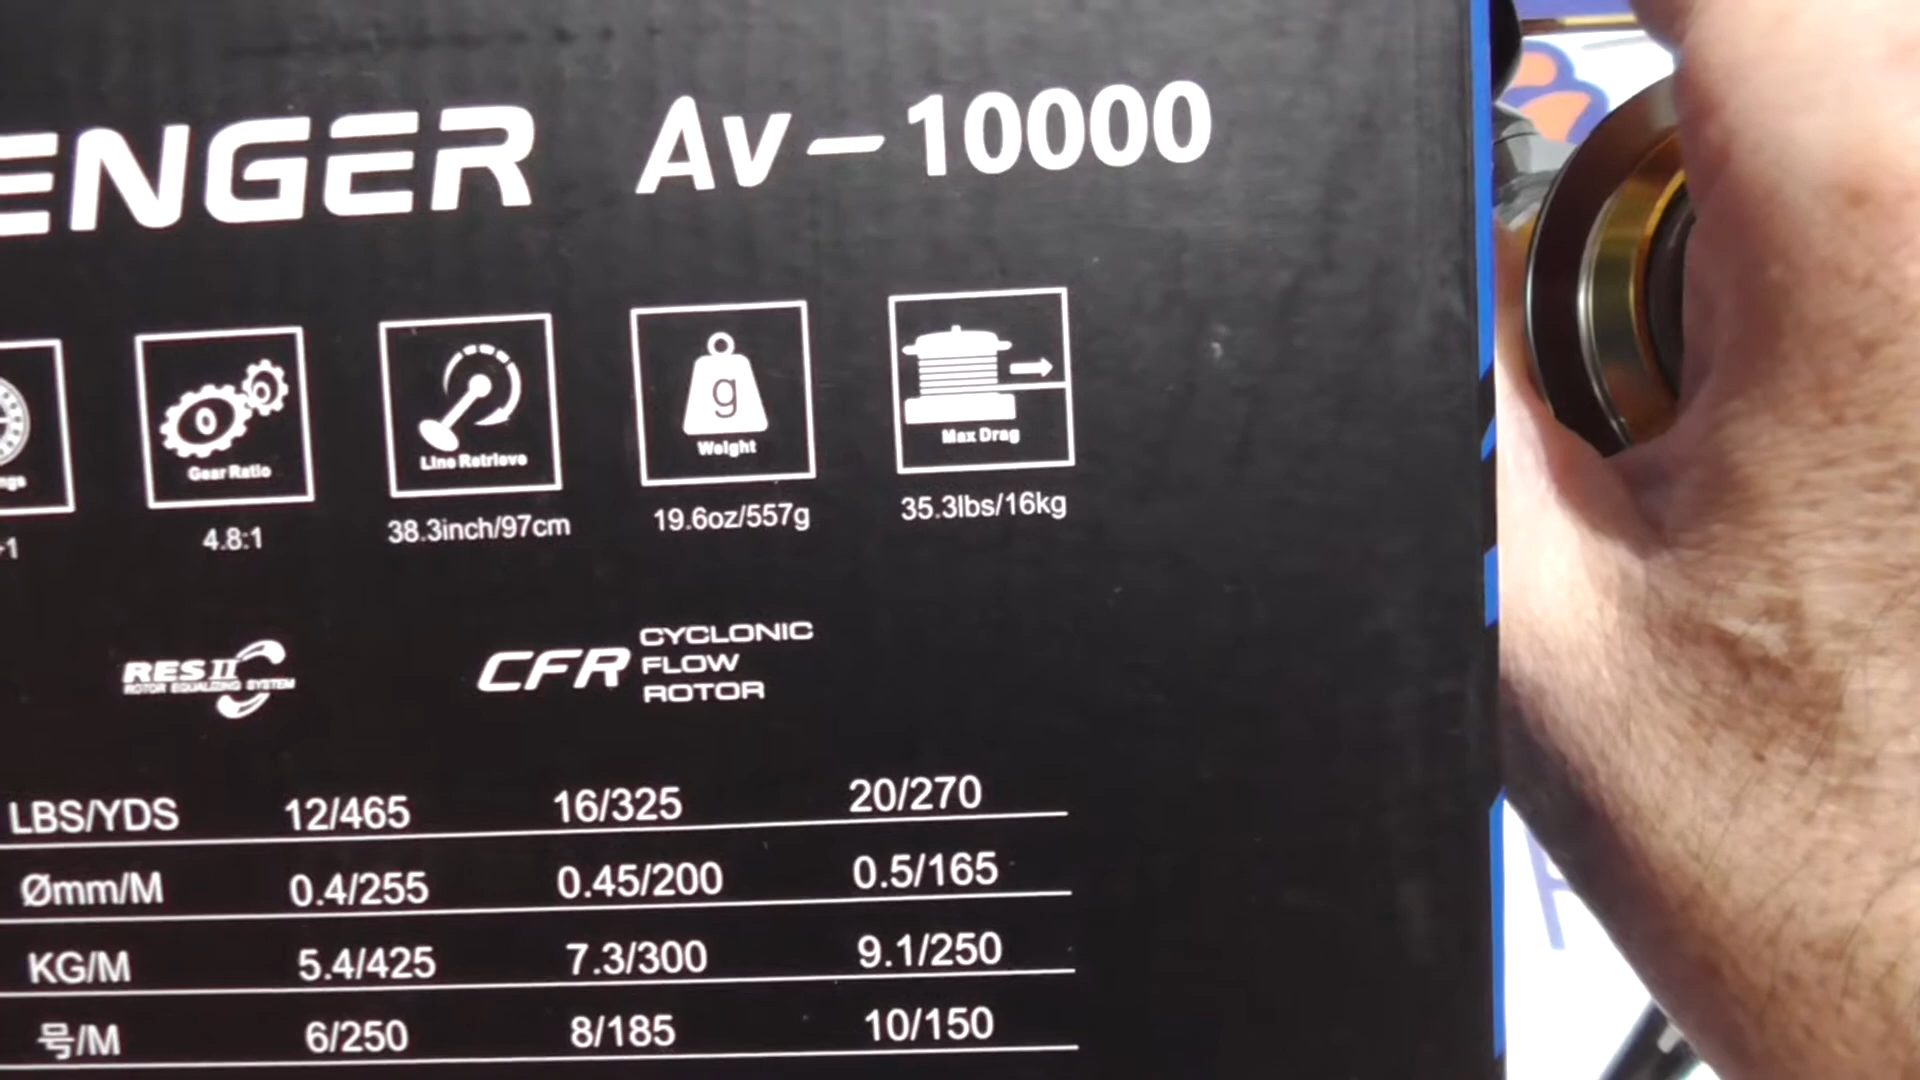 ENGER Av-10000
Gear Ratio
Line Retrieve
Weight
Max Drag
4.8:1
38.3inch/97cm
19.6oz/557g
35.3lbs/16kg
RES II
ROTOR EQUALIZING SYSTEM
CFR CYCLONIC
FLOW
ROTOR
LBS/YDS 12/465 16/325 20/270
Ømm/M 0.4/255 0.45/200 0.5/165
KG/M 5.4/425 7.3/300 9.1/250
号/M 6/250 8/185 10/150